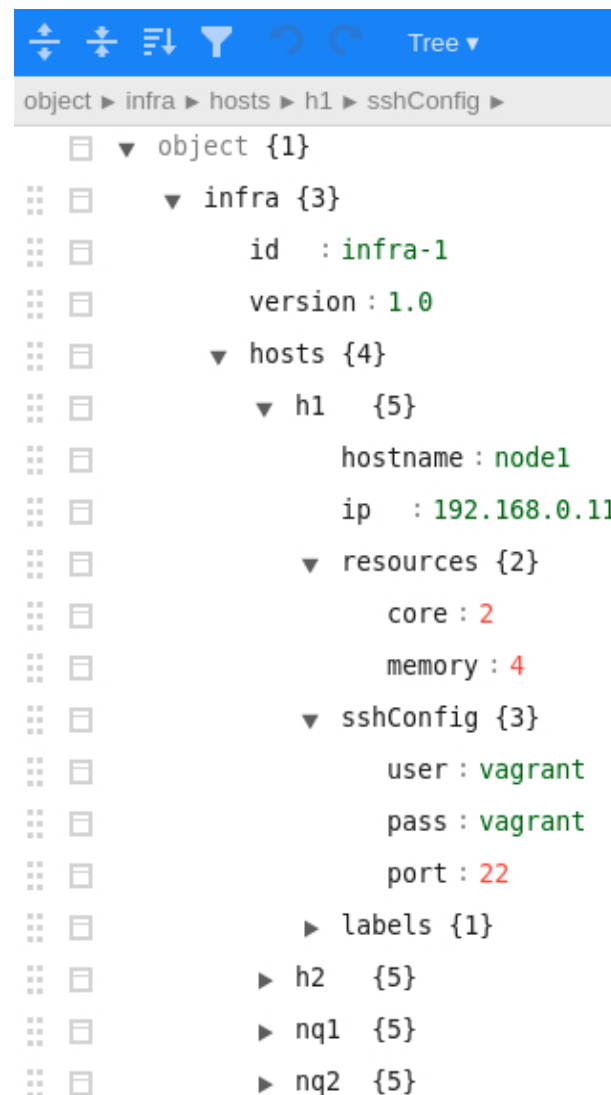 Tree ▾
object ► infra ► hosts ► h1 ► sshConfig ►
▼ object {1}
▼ infra {3}
id : infra-1
version : 1.0
▼ hosts {4}
▼ h1 {5}
hostname : node1
ip : 192.168.0.11
▼ resources {2}
core : 2
memory : 4
▼ sshConfig {3}
user : vagrant
pass : vagrant
port : 22
► labels {1}
► h2 {5}
► nq1 {5}
► nq2 {5}